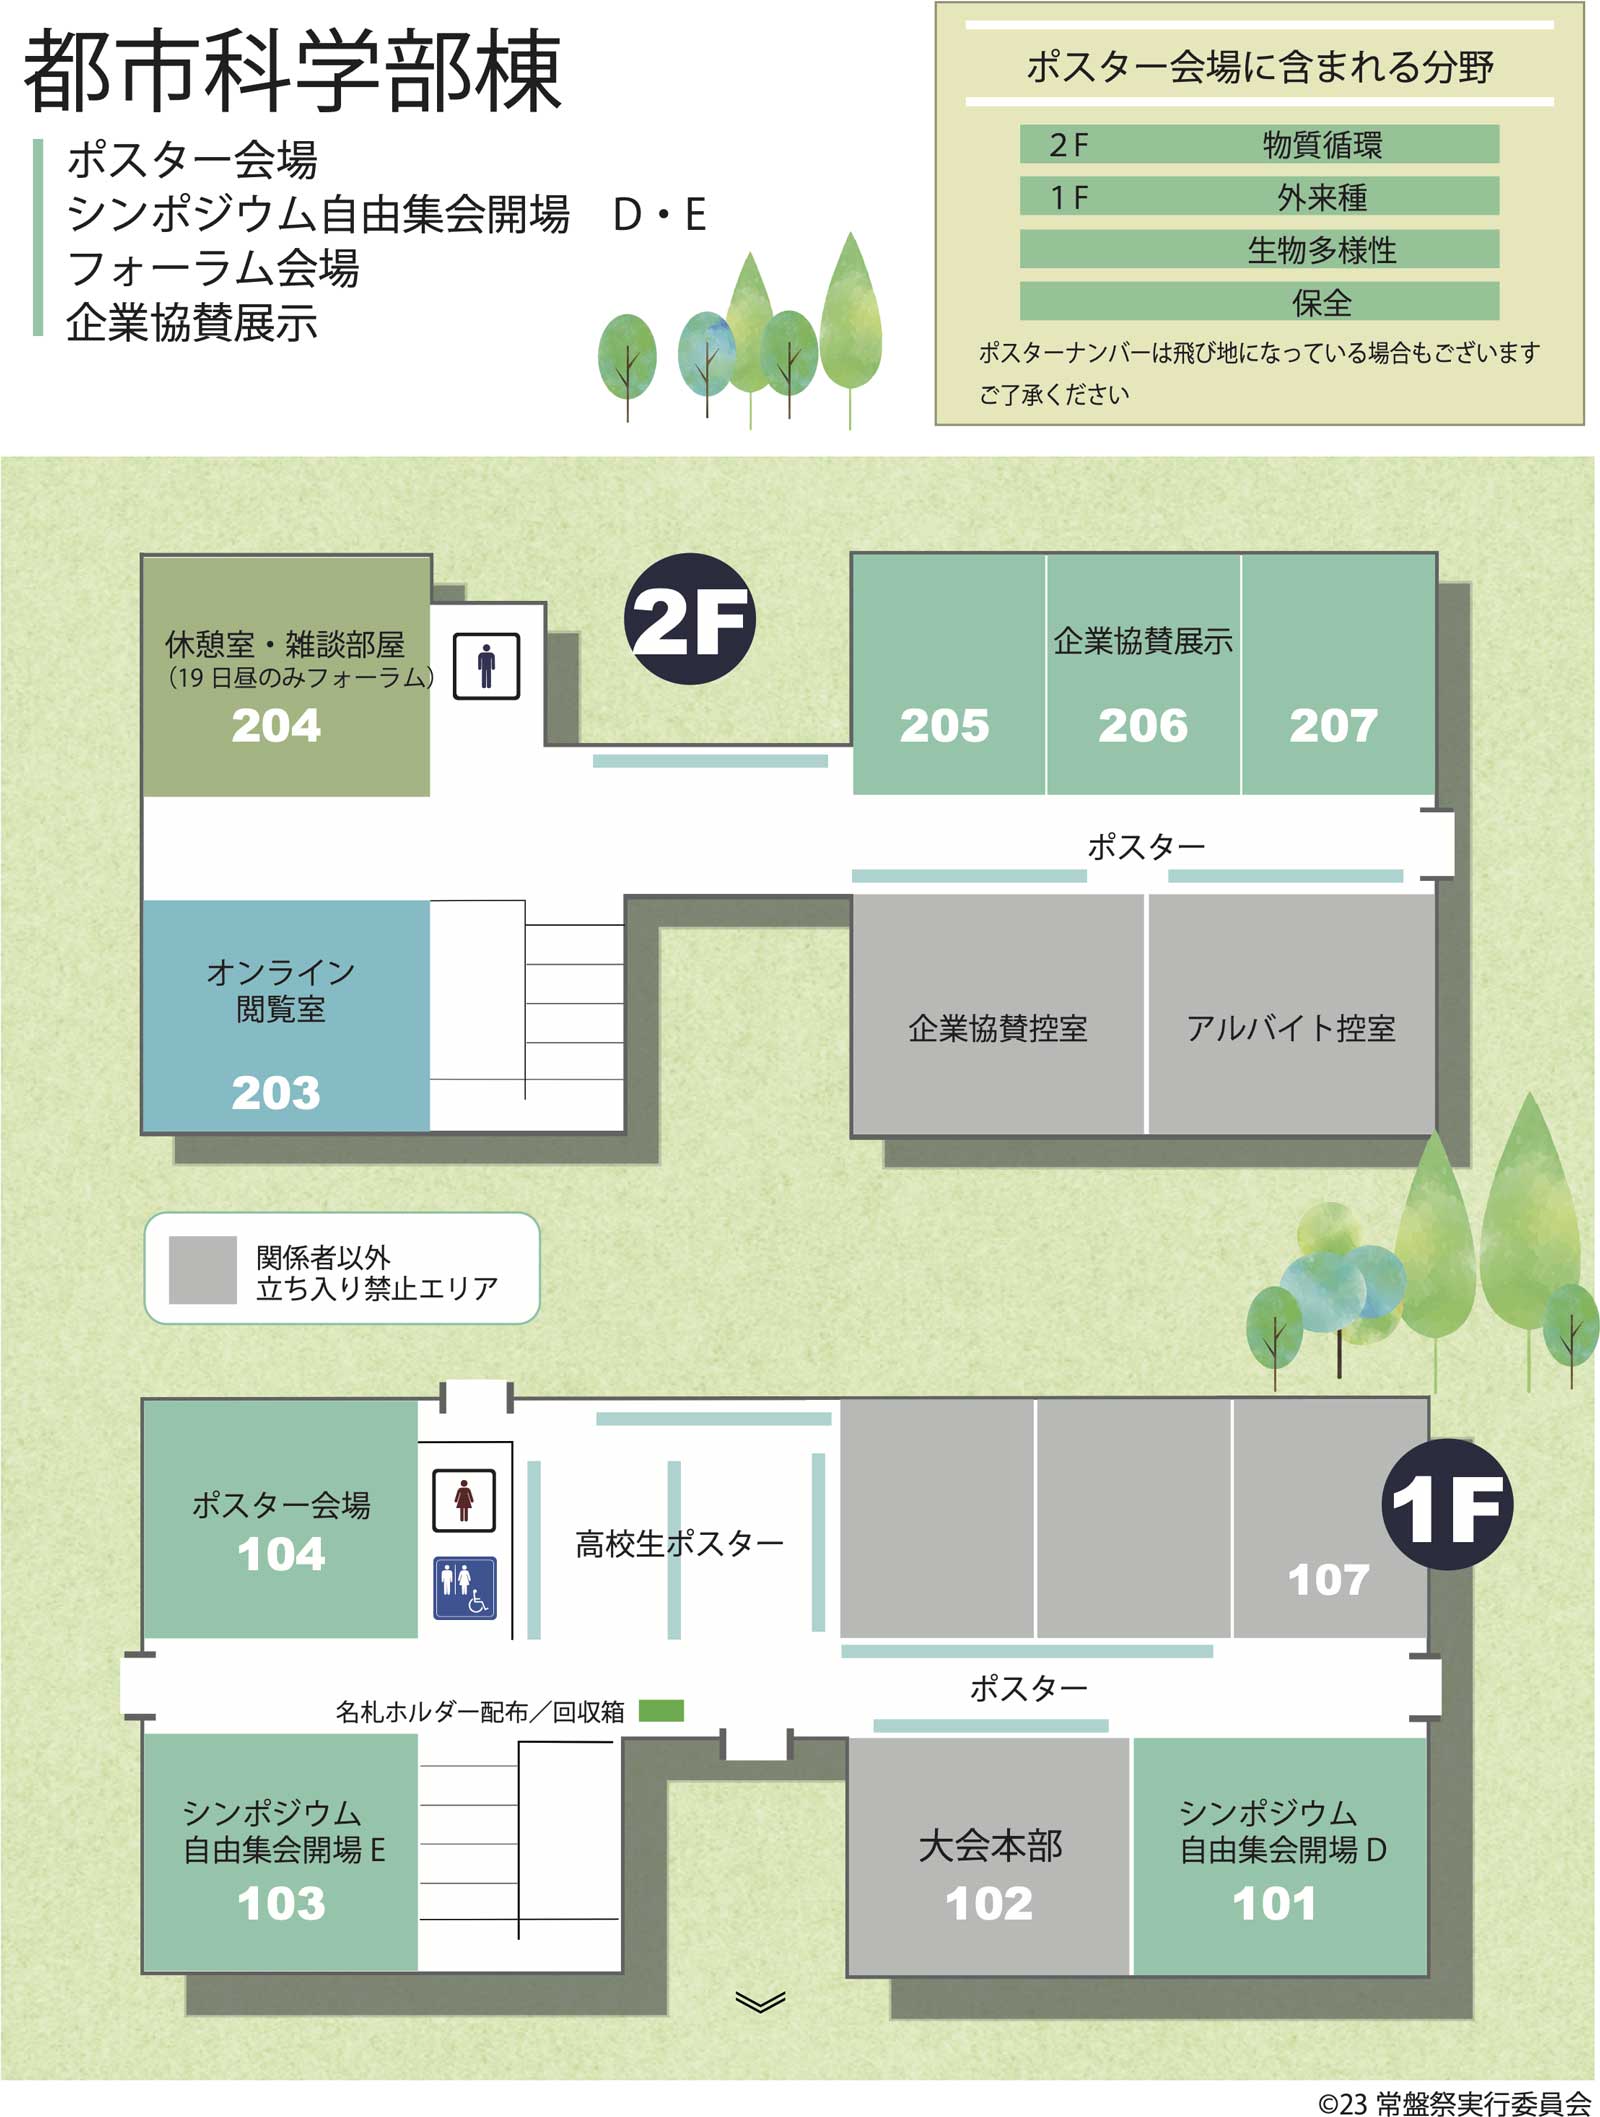 都市科学部棟
ポスター会場
シンポジウム自由集会開場　D・E
フォーラム会場
企業協賛展示
ポスター会場に含まれる分野
2F　物質循環
1F　外来種
生物多様性
保全
ポスターナンバーは飛び地になっている場合もございます
ご了承ください
2F
休憩室・雑談部屋
（19 日昼のみフォーラム）
204
企業協賛展示
205
206
207
ポスター
オンライン
閲覧室
203
企業協賛控室
アルバイト控室
関係者以外
立ち入り禁止エリア
1F
ポスター会場
104
高校生ポスター
107
ポスター
名札ホルダー配布／回収箱
シンポジウム
自由集会開場 E
103
大会本部
102
シンポジウム
自由集会開場 D
101
©23 常盤祭実行委員会